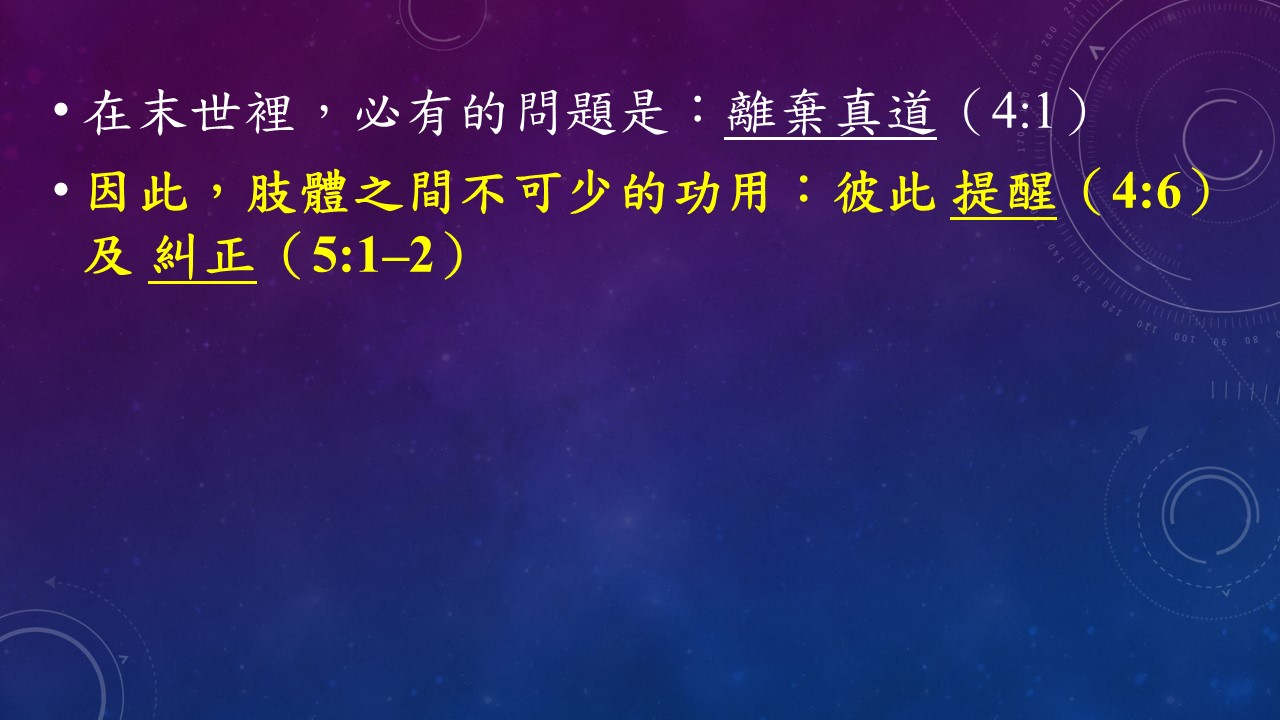 • 在末世裡，必有的問題是：離棄真道（4:1）
• 因此，肢體之間不可少的功用：彼此 提醒（4:6）
及 糾正（5:1–2）